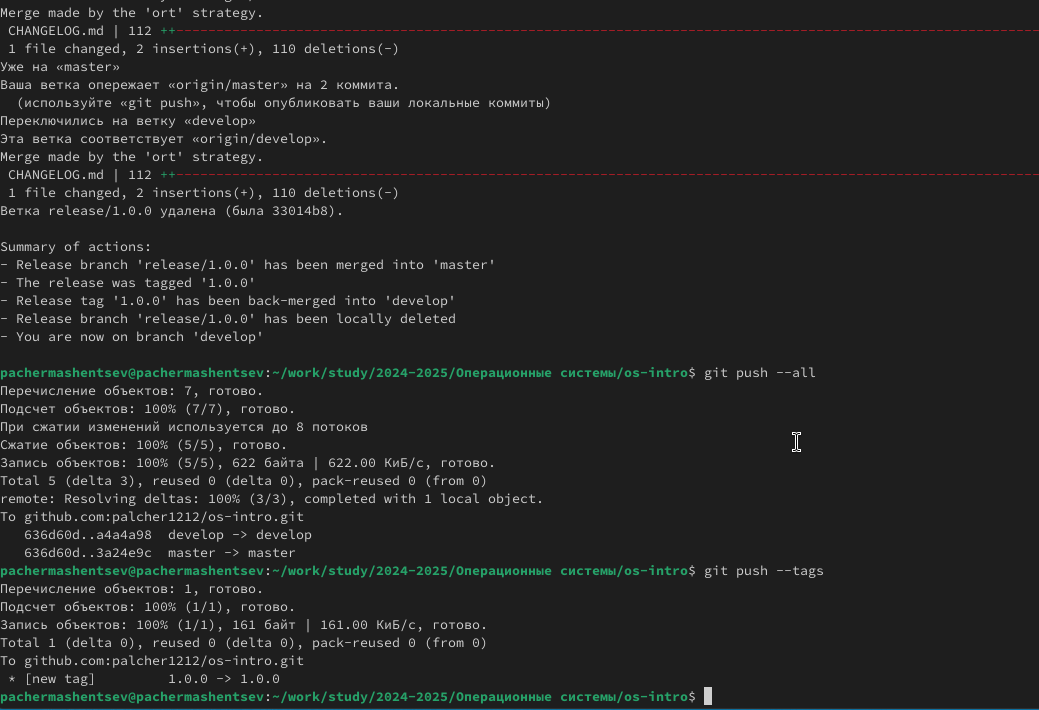 Merge made by the 'ort' strategy.
 CHANGELOG.md | 112 ++--------------------------------------------------------------------------------------------------------------
 1 file changed, 2 insertions(+), 110 deletions(-)
Уже на «master»
Ваша ветка опережает «origin/master» на 2 коммита.
  (используйте «git push», чтобы опубликовать ваши локальные коммиты)
Переключились на ветку «develop»
Эта ветка соответствует «origin/develop».
Merge made by the 'ort' strategy.
 CHANGELOG.md | 112 ++--------------------------------------------------------------------------------------------------------------
 1 file changed, 2 insertions(+), 110 deletions(-)
Ветка release/1.0.0 удалена (была 33014b8).

Summary of actions:
- Release branch 'release/1.0.0' has been merged into 'master'
- The release was tagged '1.0.0'
- Release tag '1.0.0' has been back-merged into 'develop'
- Release branch 'release/1.0.0' has been locally deleted
- You are now on branch 'develop'

pachermashentsev@pachermashentsev:~/work/study/2024-2025/Операционные системы/os-intro$ git push --all
Перечисление объектов: 7, готово.
Подсчет объектов: 100% (7/7), готово.
При сжатии изменений используется до 8 потоков
Сжатие объектов: 100% (5/5), готово.
Запись объектов: 100% (5/5), 622 байта | 622.00 КиБ/с, готово.
Total 5 (delta 3), reused 0 (delta 0), pack-reused 0 (from 0)
remote: Resolving deltas: 100% (3/3), completed with 1 local object.
To github.com:palcher1212/os-intro.git
   636d60d..a4a4a98  develop -> develop
   636d60d..3a24e9c  master -> master
pachermashentsev@pachermashentsev:~/work/study/2024-2025/Операционные системы/os-intro$ git push --tags
Перечисление объектов: 1, готово.
Подсчет объектов: 100% (1/1), готово.
Запись объектов: 100% (1/1), 161 байт | 161.00 КиБ/с, готово.
Total 1 (delta 0), reused 0 (delta 0), pack-reused 0 (from 0)
To github.com:palcher1212/os-intro.git
 * [new tag]         1.0.0 -> 1.0.0
pachermashentsev@pachermashentsev:~/work/study/2024-2025/Операционные системы/os-intro$